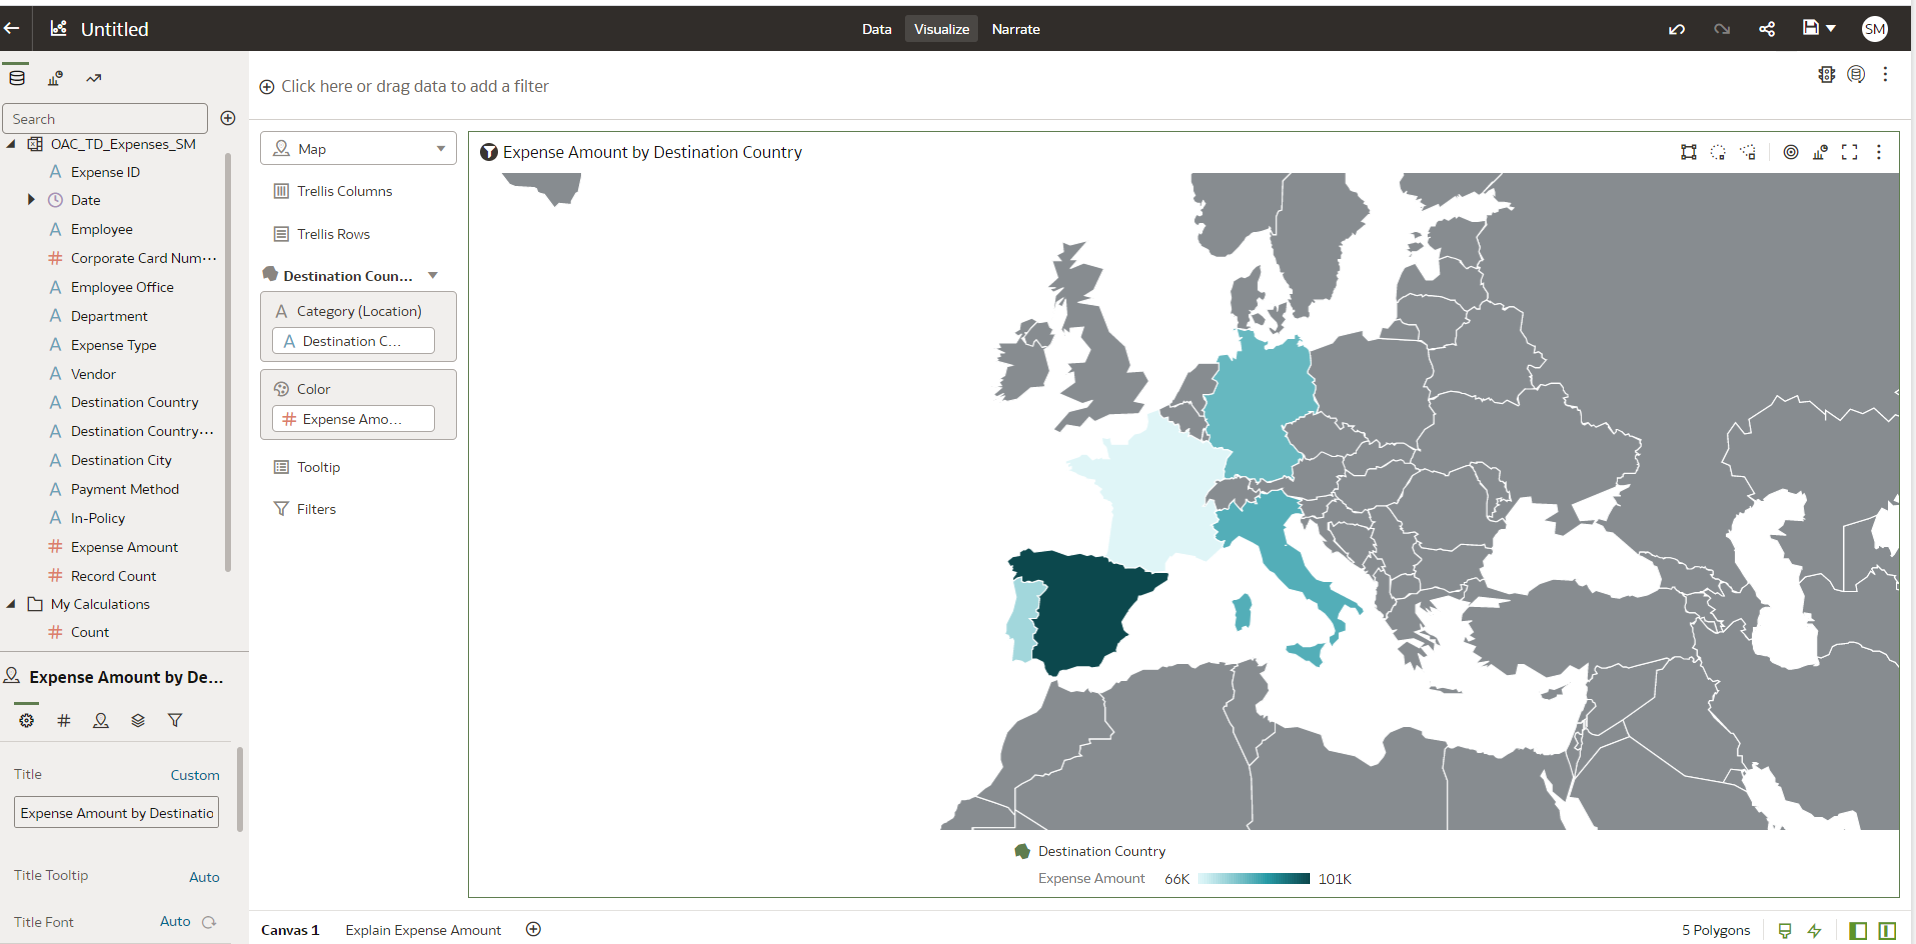 Untitled
Data
Visualize
Narrate
SM
Search
OAC_TD_Expenses_SM
A Expense ID
Date
A Employee
# Corporate Card Num···
A Employee Office
A Department
A Expense Type
A Vendor
A Destination Country
A Destination Country···
A Destination City
A Payment Method
A In-Policy
# Expense Amount
# Record Count
My Calculations
# Count
Expense Amount by De...
#
Title
Custom
Expense Amount by Destinatio
Title Tooltip
Auto
Title Font
Auto
Click here or drag data to add a filter
Map
Trellis Columns
Trellis Rows
Destination Coun...
A Category (Location)
A Destination C...
Color
# Expense Amo...
Tooltip
Filters
Expense Amount by Destination Country
Destination Country
Expense Amount 66K 101K
Canvas 1
Explain Expense Amount
5 Polygons